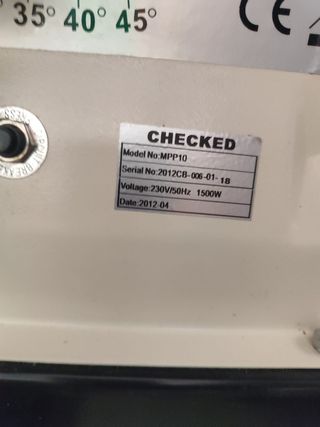 35° 40° 45°
CE
CHECKED
Model No:MPP10
Serial No:2012CB-006-01-18
Voltage:230V/50Hz 1500W
Date:2012-04